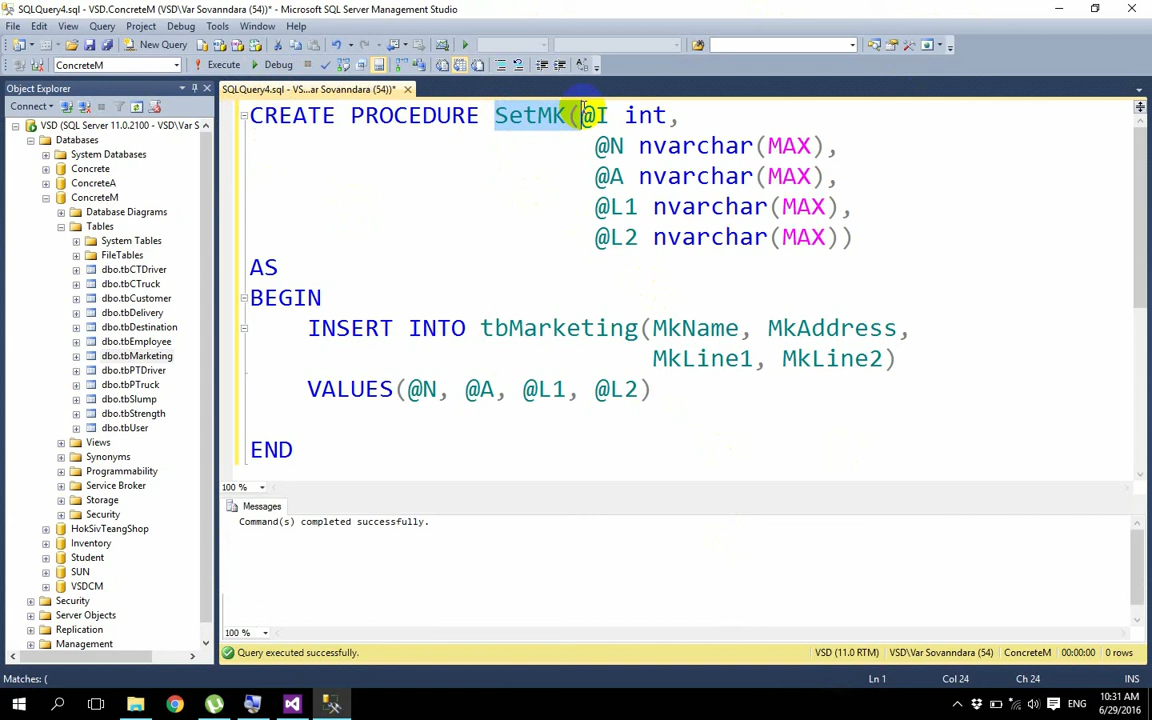 SQLQuery4.sql - VSD.ConcreteM (VSD\Var Sovanndara (54))* - Microsoft SQL Server Management Studio
File Edit View Query Project Debug Tools Window Help
New Query
ConcreteM Execute Debug
Object Explorer
Connect
VSD (SQL Server 11.0.2100 - VSD\Var S
Databases
System Databases
Concrete
ConcreteA
ConcreteM
Database Diagrams
Tables
System Tables
FileTables
dbo.tbCTDriver
dbo.tbCTruck
dbo.tbCustomer
dbo.tbDelivery
dbo.tbDestination
dbo.tbEmployee
dbo.tbMarketing
dbo.tbPTDriver
dbo.tbPTruck
dbo.tbSlump
dbo.tbStrength
dbo.tbUser
Views
Synonyms
Programmability
Service Broker
Storage
Security
HokSivTeangShop
Inventory
Student
SUN
VSDCM
Security
Server Objects
Replication
Management
SQLQuery4.sql - VS...ar Sovanndara (54))*
CREATE PROCEDURE SetMK(@I int,
@N nvarchar(MAX),
@A nvarchar(MAX),
@L1 nvarchar(MAX),
@L2 nvarchar(MAX))
AS
BEGIN
INSERT INTO tbMarketing(MkName, MkAddress,
MkLine1, MkLine2)
VALUES(@N, @A, @L1, @L2)
END
100 %
Messages
Command(s) completed successfully.
100 %
Query executed successfully. VSD (11.0 RTM) VSD\Var Sovanndara (54) ConcreteM 00:00:00 0 rows
Matches: ( Ln 1 Col 24 Ch 24 INS
ENG 10:31 AM
6/29/2016